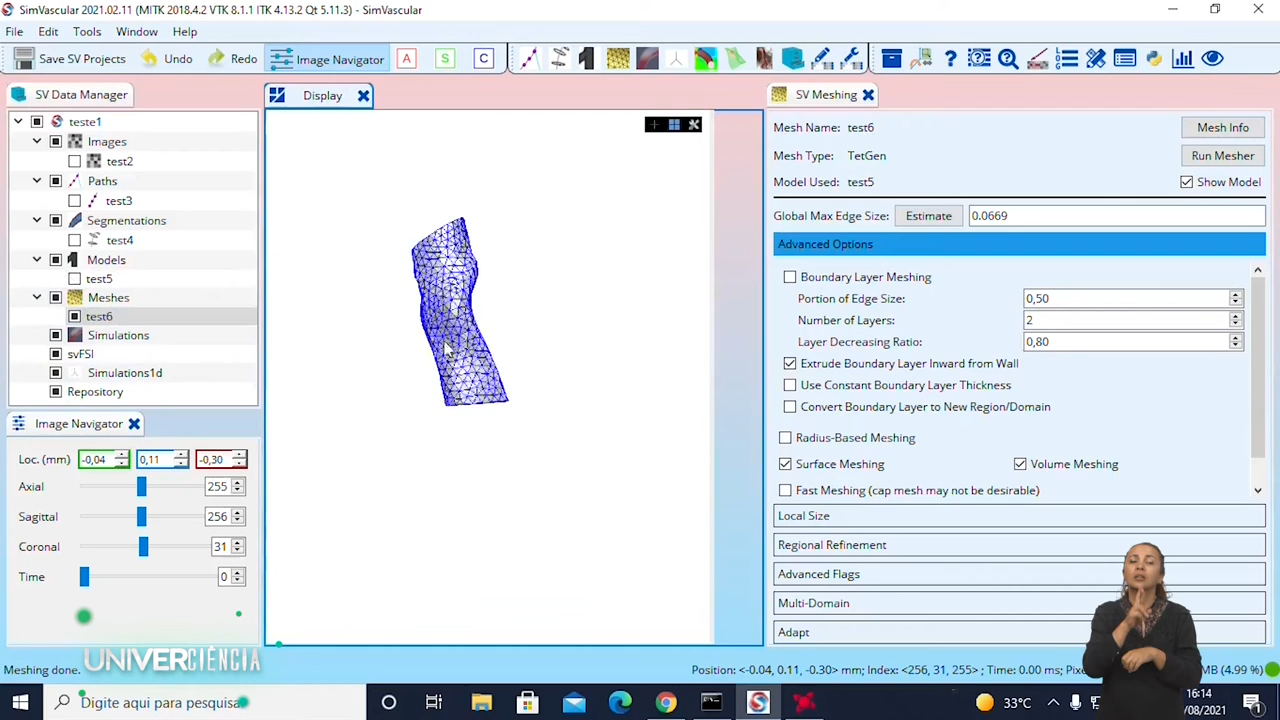 SimVascular 2021.02.11 (MITK 2018.4.2 VTK 8.1.1 ITK 4.13.2 Qt 5.11.3) - SimVascular
File Edit Tools Window Help
Save SV Projects Undo Redo Image Navigator A S C
SV Data Manager
teste1
Images
test2
Paths
test3
Segmentations
test4
Models
test5
Meshes
test6
Simulations
svFSI
Simulations1d
Repository
Image Navigator
Loc. (mm) -0,04 0,11 -0,30
Axial 255
Sagittal 256
Coronal 31
Time 0
Display
SV Meshing
Mesh Name: test6 Mesh Info
Mesh Type: TetGen Run Mesher
Model Used: test5 Show Model
Global Max Edge Size: Estimate 0.0669
Advanced Options
Boundary Layer Meshing
Portion of Edge Size: 0,50
Number of Layers: 2
Layer Decreasing Ratio: 0,80
Extrude Boundary Layer Inward from Wall
Use Constant Boundary Layer Thickness
Convert Boundary Layer to New Region/Domain
Radius-Based Meshing
Surface Meshing Volume Meshing
Fast Meshing (cap mesh may not be desirable)
Local Size
Regional Refinement
Advanced Flags
Multi-Domain
Adapt
UNIVERCIÊNCIA
Meshing done. Position: <-0.04, 0.11, -0.30> mm; Index: <256, 31, 255> ; Time: 0.00 ms; MB (4.99 %)
Digite aqui para pesquisa
33°C
16:14
/08/2021